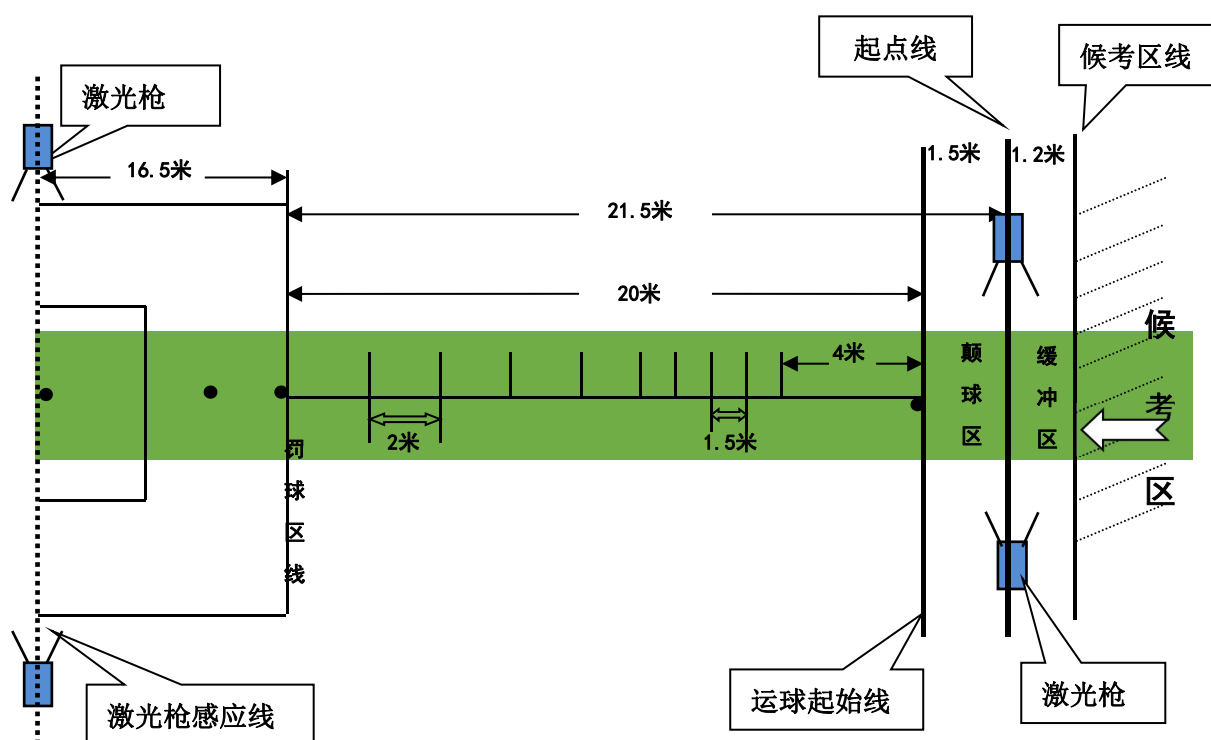 起点线
候考区线
激光枪
1.5米
1.2米
16.5米
21.5米
20米
4米
2米
1.5米
颠球区
缓冲区
候考区
罚球区线
激光枪感应线
运球起始线
激光枪